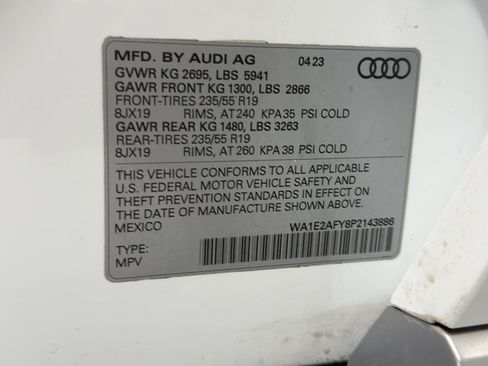 MFD. BY AUDI AG 04 23
GVWR KG 2695, LBS 5941
GAWR FRONT KG 1300, LBS 2866
FRONT-TIRES 235/55 R19
8JX19 RIMS, AT 240 KPA 35 PSI COLD
GAWR REAR KG 1480, LBS 3263
REAR-TIRES 235/55 R19
8JX19 RIMS, AT 260 KPA 38 PSI COLD
THIS VEHICLE CONFORMS TO ALL APPLICABLE
U.S. FEDERAL MOTOR VEHICLE SAFETY AND
THEFT PREVENTION STANDARDS IN EFFECT ON
THE DATE OF MANUFACTURE SHOWN ABOVE.
MEXICO WA1E2AFY8P2143886
TYPE:
MPV